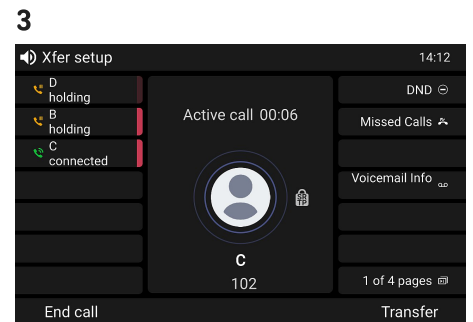 3
Xfer setup
14:12
D
holding
B
holding
C
connected
Active call 00:06
SRTP
C
102
DND
Missed Calls
Voicemail Info
1 of 4 pages
End call
Transfer